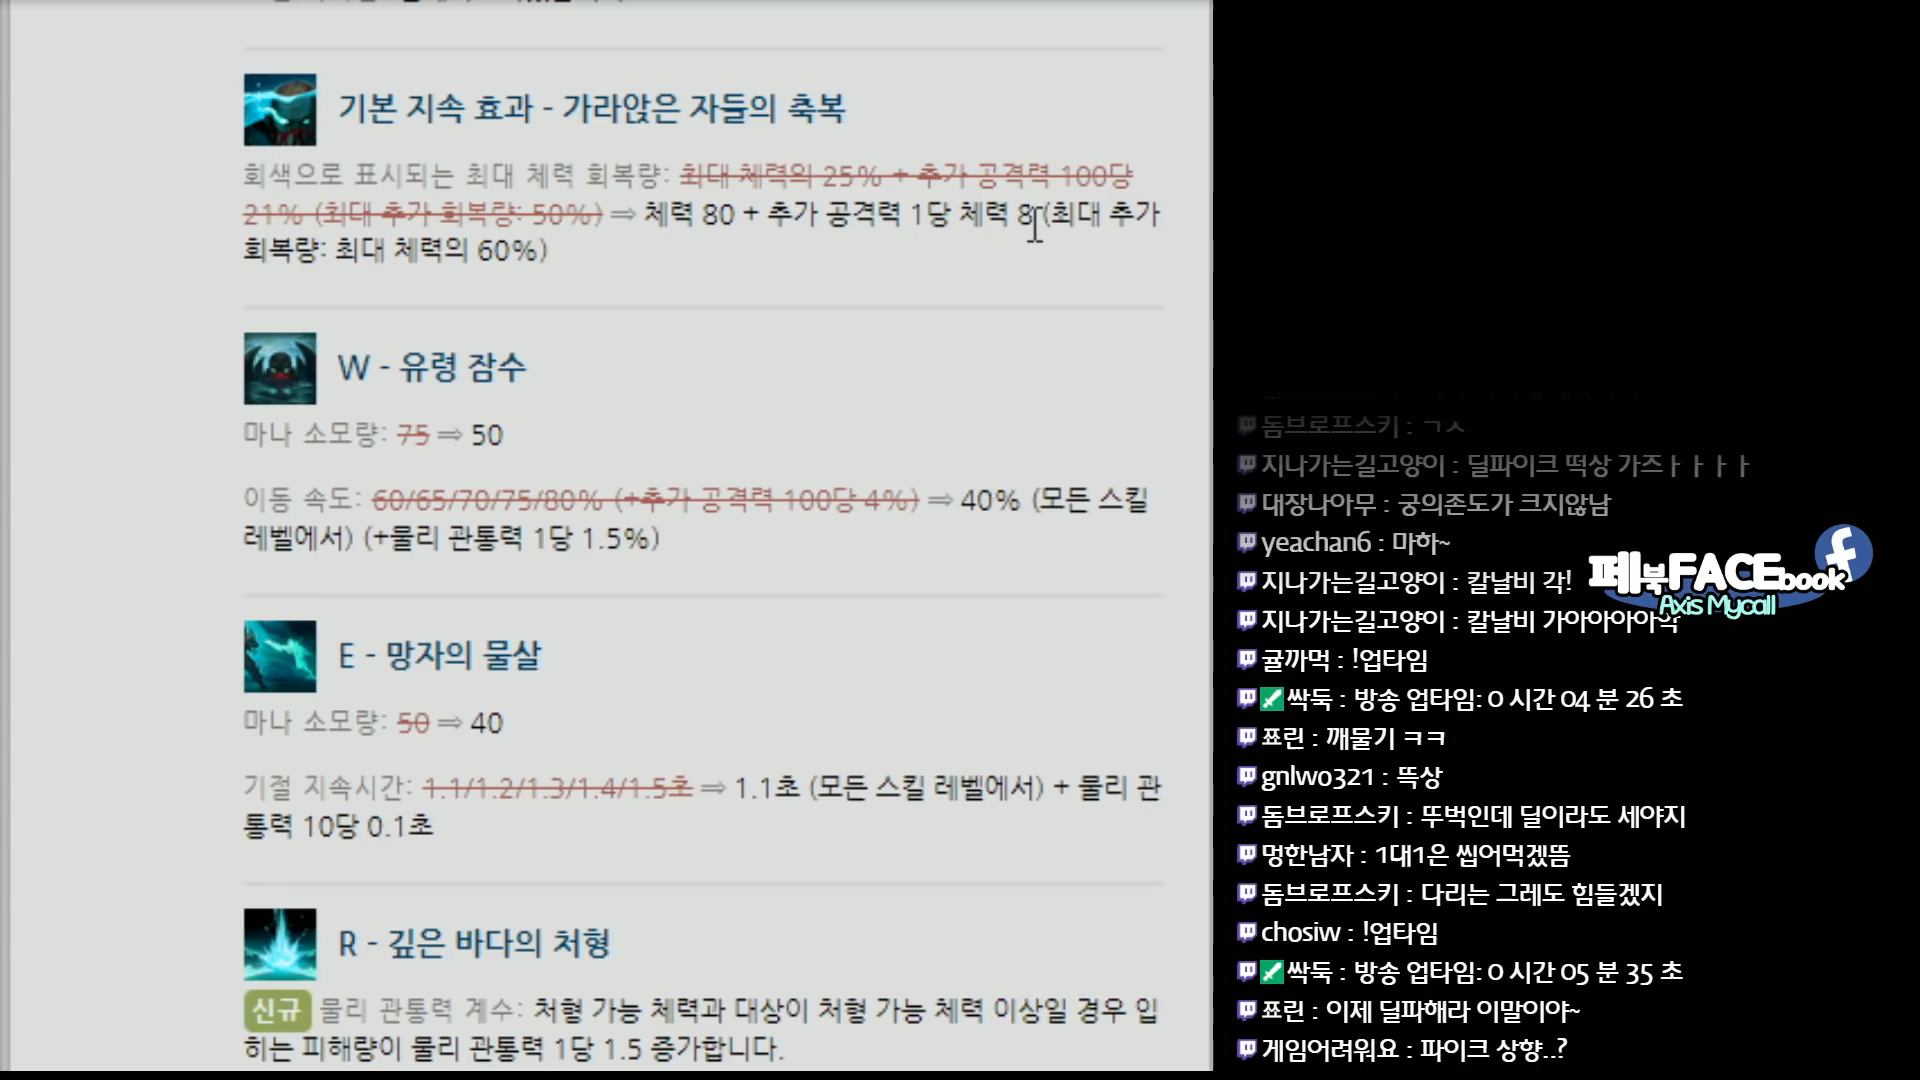 기본 지속 효과 - 가라앉은 자들의 축복
회색으로 표시되는 최대 체력 회복량: 최대 체력의 25% + 추가 공격력 100당
21% (최대 추가 회복량: 50%) ⇒ 체력 80 + 추가 공격력 1당 체력 8 (최대 추가
회복량: 최대 체력의 60%)
W - 유령 잠수
마나 소모량: 75 ⇒ 50
이동 속도: 60/65/70/75/80% (+추가 공격력 100당 4%) ⇒ 40% (모든 스킬
레벨에서) (+물리 관통력 1당 1.5%)
E - 망자의 물살
마나 소모량: 50 ⇒ 40
기절 지속시간: 1.1/1.2/1.3/1.4/1.5초 ⇒ 1.1초 (모든 스킬 레벨에서) + 물리 관
통력 10당 0.1초
R - 깊은 바다의 처형
신규 물리 관통력 계수: 처형 가능 체력과 대상이 처형 가능 체력 이상일 경우 입
히는 피해량이 물리 관통력 1당 1.5 증가합니다.
돔브로프스키 : ㄱㅅ
지나가는길고양이 : 딜파이크 떡상 가즈ㅏㅏㅏㅏ
대장나아무 : 궁의존도가 크지않남
yeachan6 : 마하~
지나가는길고양이 : 칼날비 각!
지나가는길고양이 : 칼날비 가아아아아악
귤까먹 : !업타임
싹둑 : 방송 업타임: 0 시간 04 분 26 초
표린 : 깨물기 ㅋㅋ
gnlwo321 : 뜩상
돔브로프스키 : 뚜벅인데 딜이라도 세야지
멍한남자 : 1대1은 씹어먹겠뜸
돔브로프스키 : 다리는 그레도 힘들겠지
chosiw : !업타임
싹둑 : 방송 업타임: 0 시간 05 분 35 초
표린 : 이제 딜파해라 이말이야~
게임어려워요 : 파이크 상향..?
페북FACEbook f
Axis Mycall